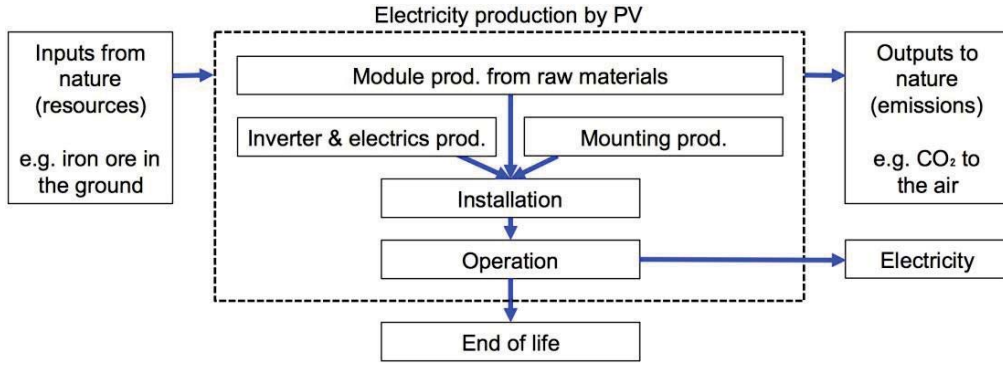 Electricity production by PV
Inputs from
nature
(resources)
e.g. iron ore in
the ground
Module prod. from raw materials
Inverter & electrics prod.
Mounting prod.
Installation
Operation
End of life
Outputs to
nature
(emissions)
e.g. CO₂ to
the air
Electricity